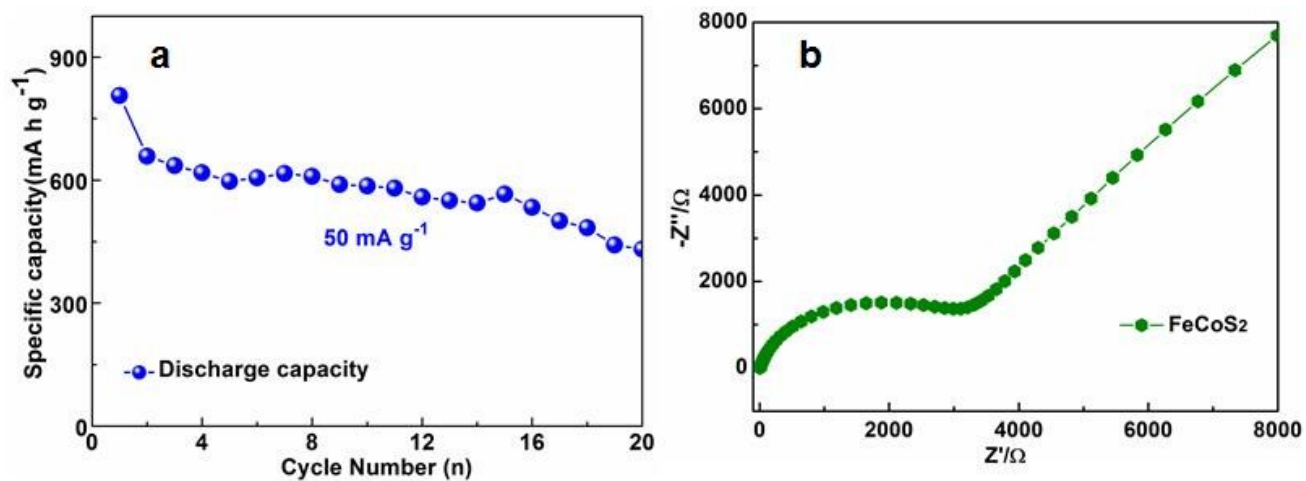 a
Specific capacity(mA h g-1)
900
600
300
0
50 mA g-1
Discharge capacity
0 4 8 12 16 20
Cycle Number (n)
b
-Z''/Ω
8000
6000
4000
2000
0
FeCoS2
0 2000 4000 6000 8000
Z'/Ω